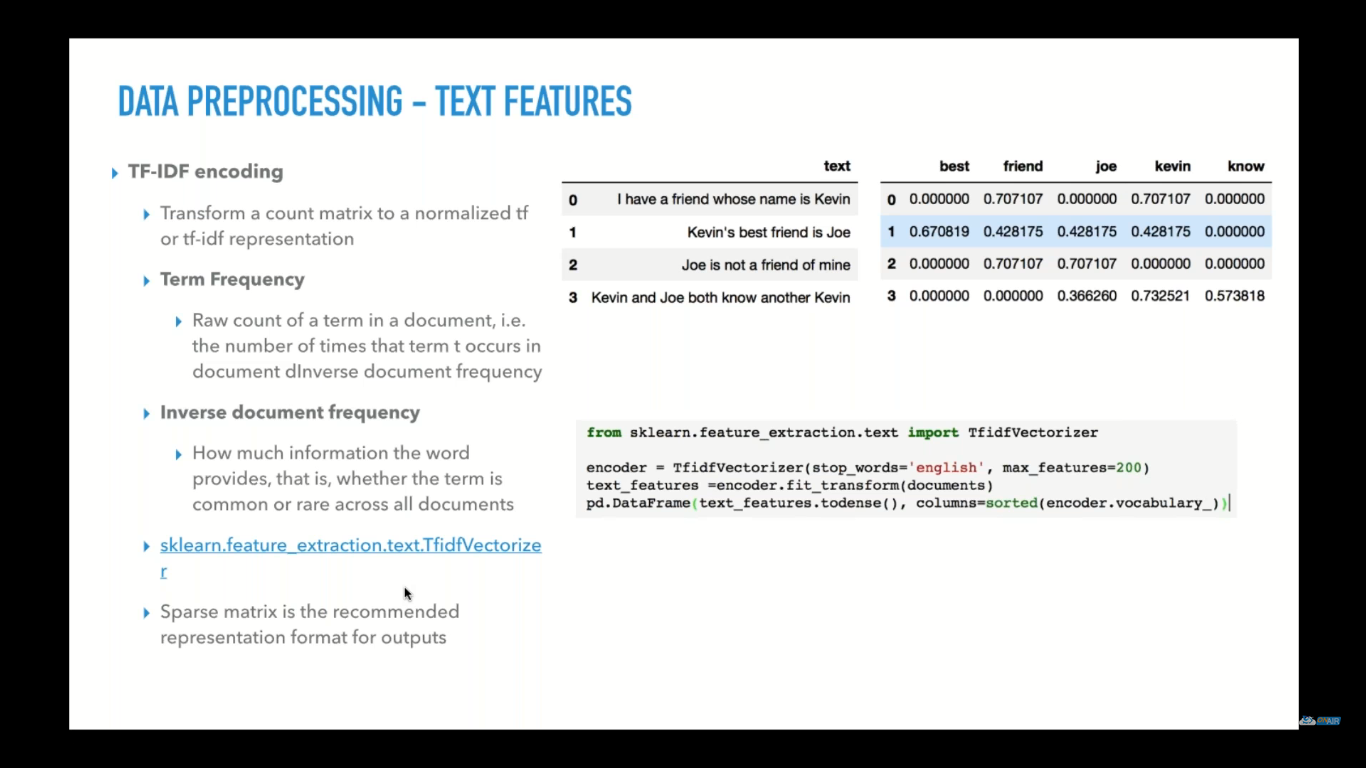 DATA PREPROCESSING – TEXT FEATURES
TF-IDF encoding
Transform a count matrix to a normalized tf
or tf-idf representation
Term Frequency
Raw count of a term in a document, i.e.
the number of times that term t occurs in
document dInverse document frequency
Inverse document frequency
How much information the word
provides, that is, whether the term is
common or rare across all documents
sklearn.feature_extraction.text.TfidfVectorize
r
Sparse matrix is the recommended
representation format for outputs
text
0 I have a friend whose name is Kevin
1 Kevin's best friend is Joe
2 Joe is not a friend of mine
3 Kevin and Joe both know another Kevin
best friend joe kevin know
0 0.000000 0.707107 0.000000 0.707107 0.000000
1 0.670819 0.428175 0.428175 0.428175 0.000000
2 0.000000 0.707107 0.707107 0.000000 0.000000
3 0.000000 0.000000 0.366260 0.732521 0.573818
from sklearn.feature_extraction.text import TfidfVectorizer
encoder = TfidfVectorizer(stop_words='english', max_features=200)
text_features =encoder.fit_transform(documents)
pd.DataFrame(text_features.todense(), columns=sorted(encoder.vocabulary_))